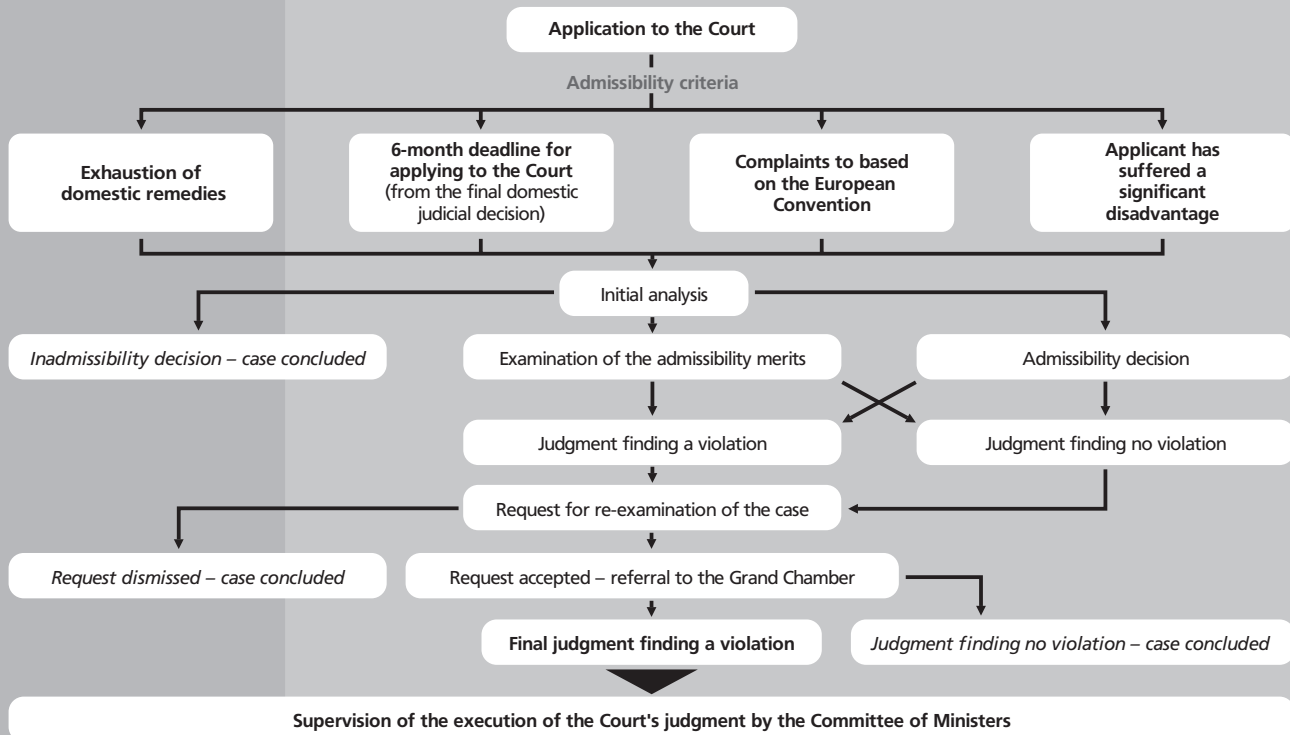 Application to the Court
Admissibility criteria
Exhaustion of
domestic remedies
6-month deadline for
applying to the Court
(from the final domestic
judicial decision)
Complaints to based
on the European
Convention
Applicant has
suffered a
significant
disadvantage
Initial analysis
Inadmissibility decision – case concluded
Examination of the admissibility merits
Admissibility decision
Judgment finding a violation
Judgment finding no violation
Request for re-examination of the case
Request dismissed – case concluded
Request accepted – referral to the Grand Chamber
Final judgment finding a violation
Judgment finding no violation – case concluded
Supervision of the execution of the Court's judgment by the Committee of Ministers